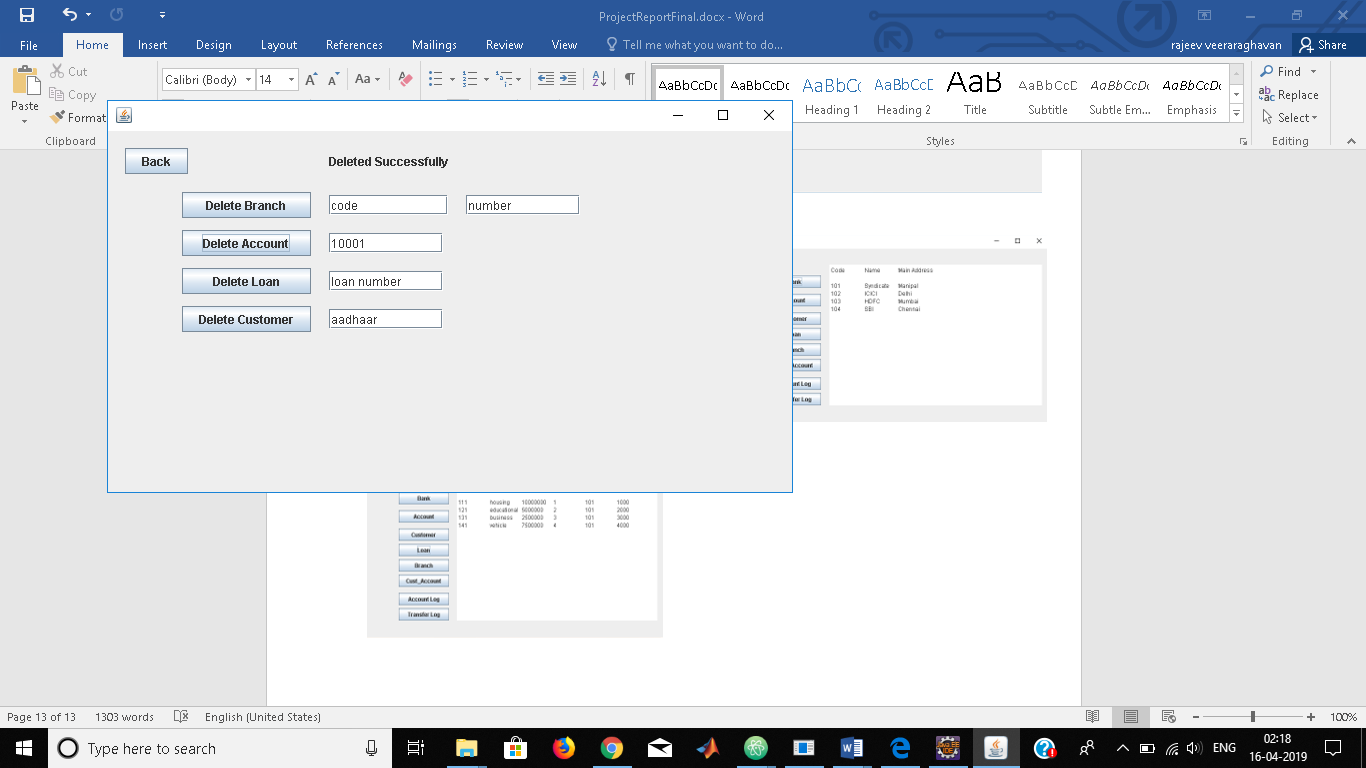 ProjectReportFinal.docx - Word
File Home Insert Design Layout References Mailings Review View Tell me what you want to do... rajeev veeraraghavan Share
Paste
Cut
Copy
Format
Clipboard
Calibri (Body) 14 A A Aa A
AaBbCcDc AaBbCcDc AaBbCc AaBbCcD AaB AaBbCcD AaBbCcDc AaBbCcDc
Heading 1 Heading 2 Title Subtitle Subtle Em... Emphasis
Styles
Find
Replace
Select
Editing
Back Deleted Successfully
Delete Branch code number
Delete Account 10001
Delete Loan loan number
Delete Customer aadhaar
Code Name Main Address
101 Syndicate Manipal
102 ICICI Delhi
103 HDFC Mumbai
104 SBI Chennai
Bank
Account
Customer
Loan
Branch
Cust_Account
Account Log
Transfer Log
111 housing 10000000 1 101 1000
121 educational 5000000 2 101 2000
131 business 2500000 3 101 3000
141 vehicle 7500000 4 101 4000
Page 13 of 13 1303 words English (United States) 100%
Type here to search
ENG 02:18
16-04-2019